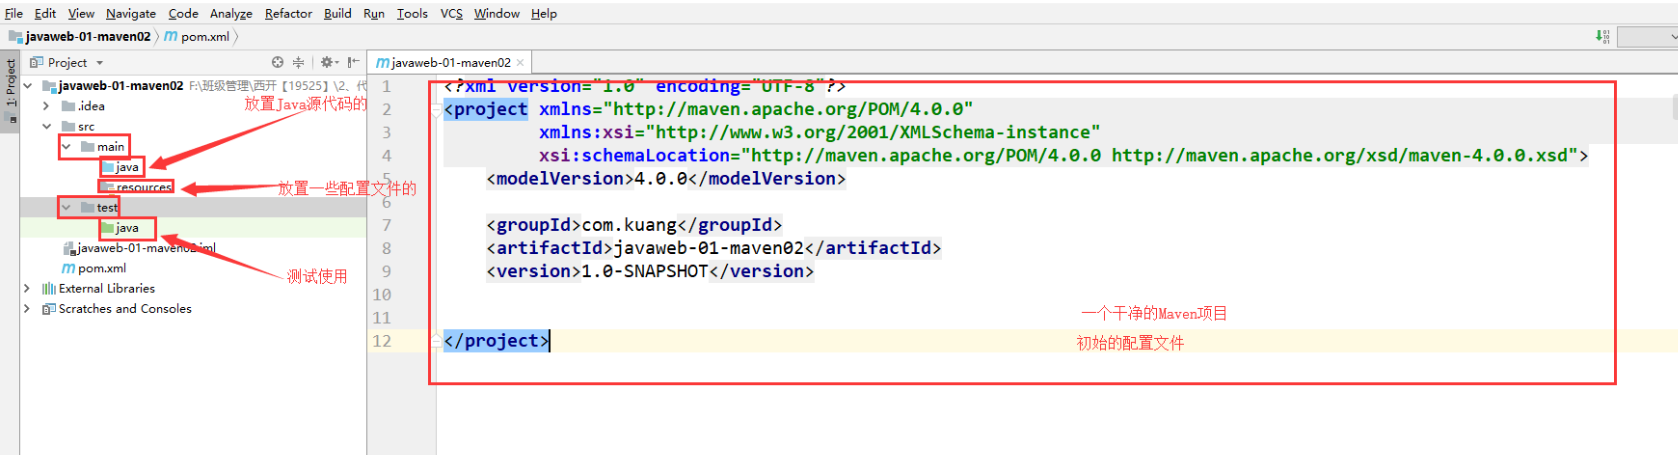 File Edit View Navigate Code Analyze Refactor Build Run Tools VCS Window Help
javaweb-01-maven02 pom.xml
1: Project
Project
javaweb-01-maven02
javaweb-01-maven02 F:\班级管理\西开【19525】\2、代
.idea
放置Java源代码的
src
main
java
resources
放置一些配置文件的
test
java
javaweb-01-maven02.iml
测试使用
pom.xml
External Libraries
Scratches and Consoles
1 <?xml version="1.0" encoding="UTF-8"?>
2 <project xmlns="http://maven.apache.org/POM/4.0.0"
3 xmlns:xsi="http://www.w3.org/2001/XMLSchema-instance"
4 xsi:schemaLocation="http://maven.apache.org/POM/4.0.0 http://maven.apache.org/xsd/maven-4.0.0.xsd">
5 <modelVersion>4.0.0</modelVersion>
6
7 <groupId>com.kuang</groupId>
8 <artifactId>javaweb-01-maven02</artifactId>
9 <version>1.0-SNAPSHOT</version>
10
11
一个干净的Maven项目
12 </project>
初始的配置文件